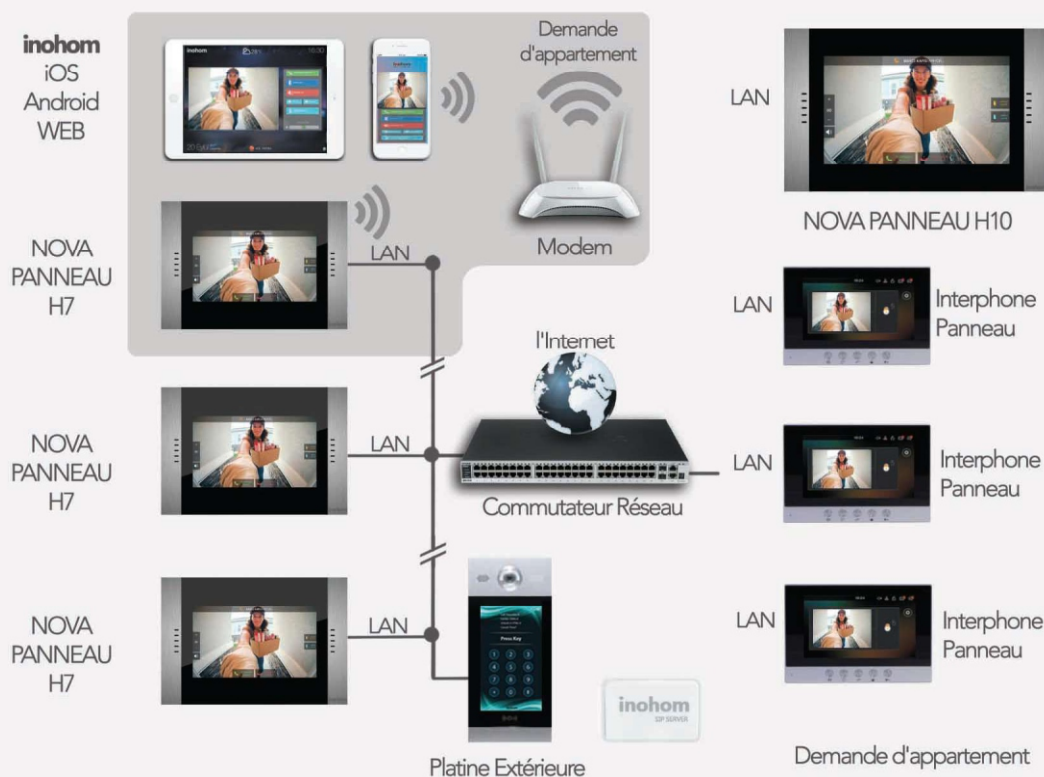 inohom
iOS
Android
WEB
inohom
Demande
d'appartement
Modem
NOVA
PANNEAU
H7
LAN
NOVA
PANNEAU
H7
LAN
NOVA
PANNEAU
H7
LAN
l'Internet
Commutateur Réseau
Press Key
Platine Extérieure
inohom
SIP SERVER
LAN
NOVA PANNEAU H10
LAN
Interphone
Panneau
LAN
Interphone
Panneau
LAN
Interphone
Panneau
Demande d'appartement